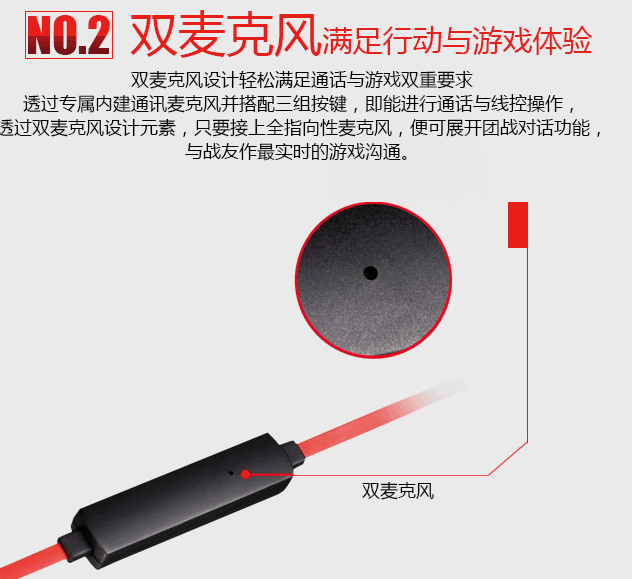 NO.2 双麦克风满足行动与游戏体验
双麦克风设计轻松满足通话与游戏双重要求
透过专属内建通讯麦克风并搭配三组按键，即能进行通话与线控操作，
透过双麦克风设计元素，只要接上全指向性麦克风，便可展开团战对话功能，
与战友作最实时的游戏沟通。
双麦克风